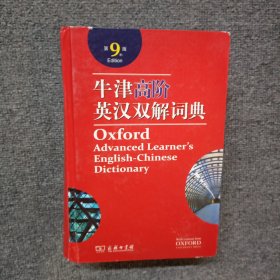 第9版
Edition
牛津高阶
英汉双解词典
Oxford
Advanced Learner's
English-Chinese
Dictionary
商务印书馆
OXFORD